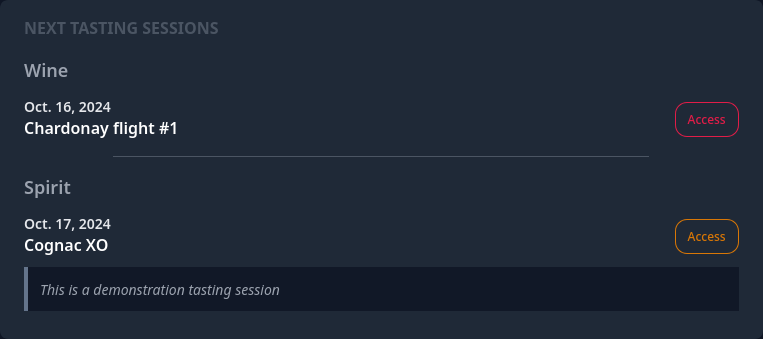 NEXT TASTING SESSIONS
Wine
Oct. 16, 2024
Chardonay flight #1
Access
Spirit
Oct. 17, 2024
Cognac XO
Access
This is a demonstration tasting session